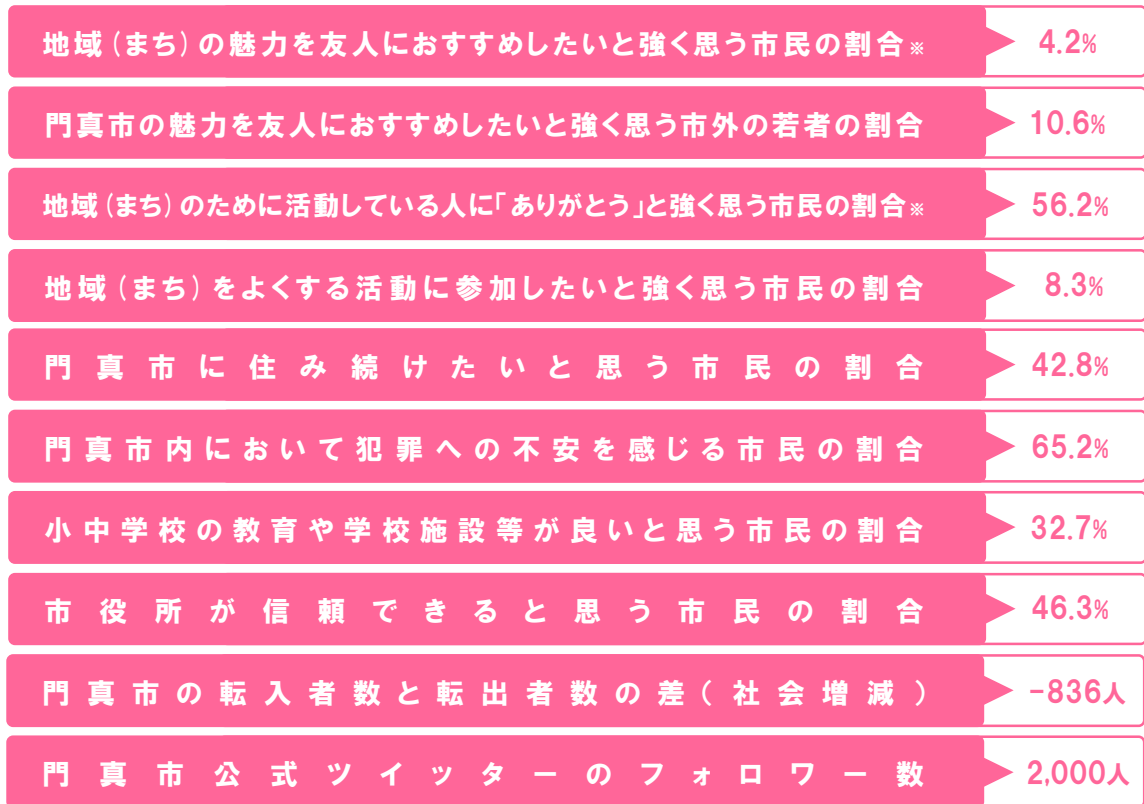 地域(まち)の魅力を友人におすすめしたいと強く思う市民の割合※ 4.2%
門真市の魅力を友人におすすめしたいと強く思う市外の若者の割合 10.6%
地域(まち)のために活動している人に「ありがとう」と強く思う市民の割合※ 56.2%
地域(まち)をよくする活動に参加したいと強く思う市民の割合 8.3%
門真市に住み続けたいと思う市民の割合 42.8%
門真市内において犯罪への不安を感じる市民の割合 65.2%
小中学校の教育や学校施設等が良いと思う市民の割合 32.7%
市役所が信頼できると思う市民の割合 46.3%
門真市の転入者数と転出者数の差(社会増減) -836人
門真市公式ツイッターのフォロワー数 2,000人